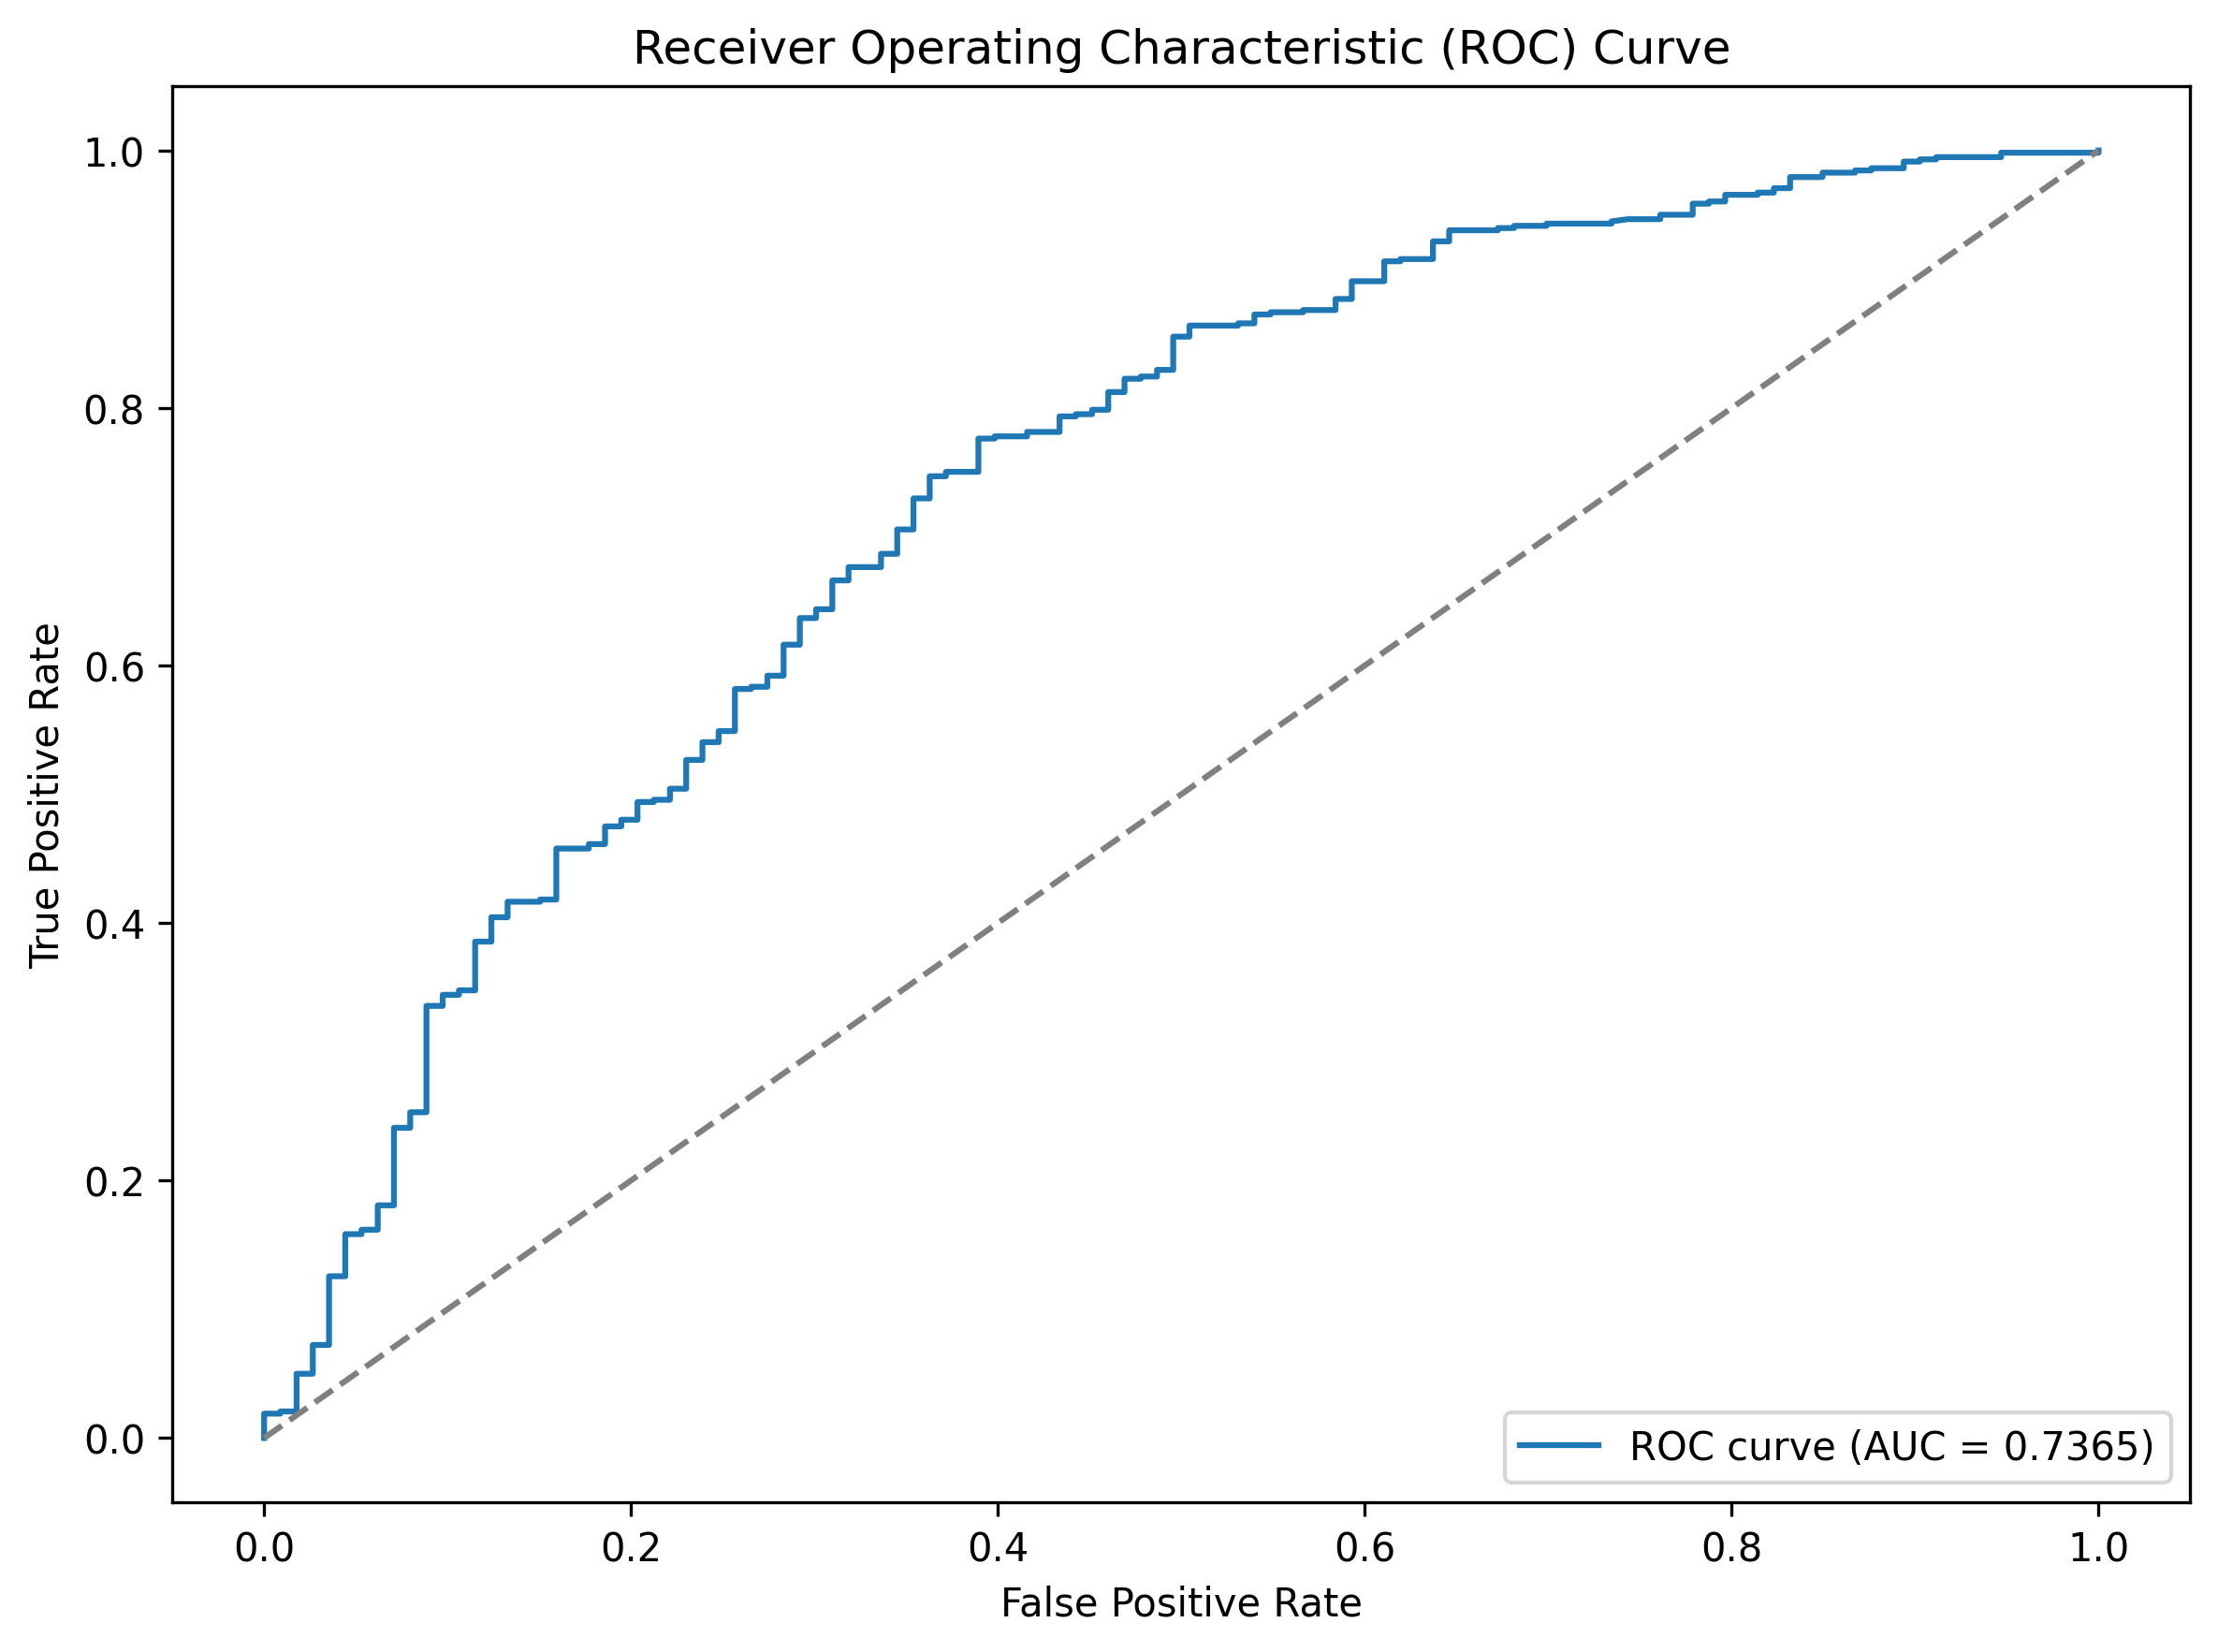 Receiver Operating Characteristic (ROC) Curve
1.0
0.8
0.6
0.4
0.2
0.0
True Positive Rate
ROC curve (AUC = 0.7365)
0.0 0.2 0.4 0.6 0.8 1.0
False Positive Rate